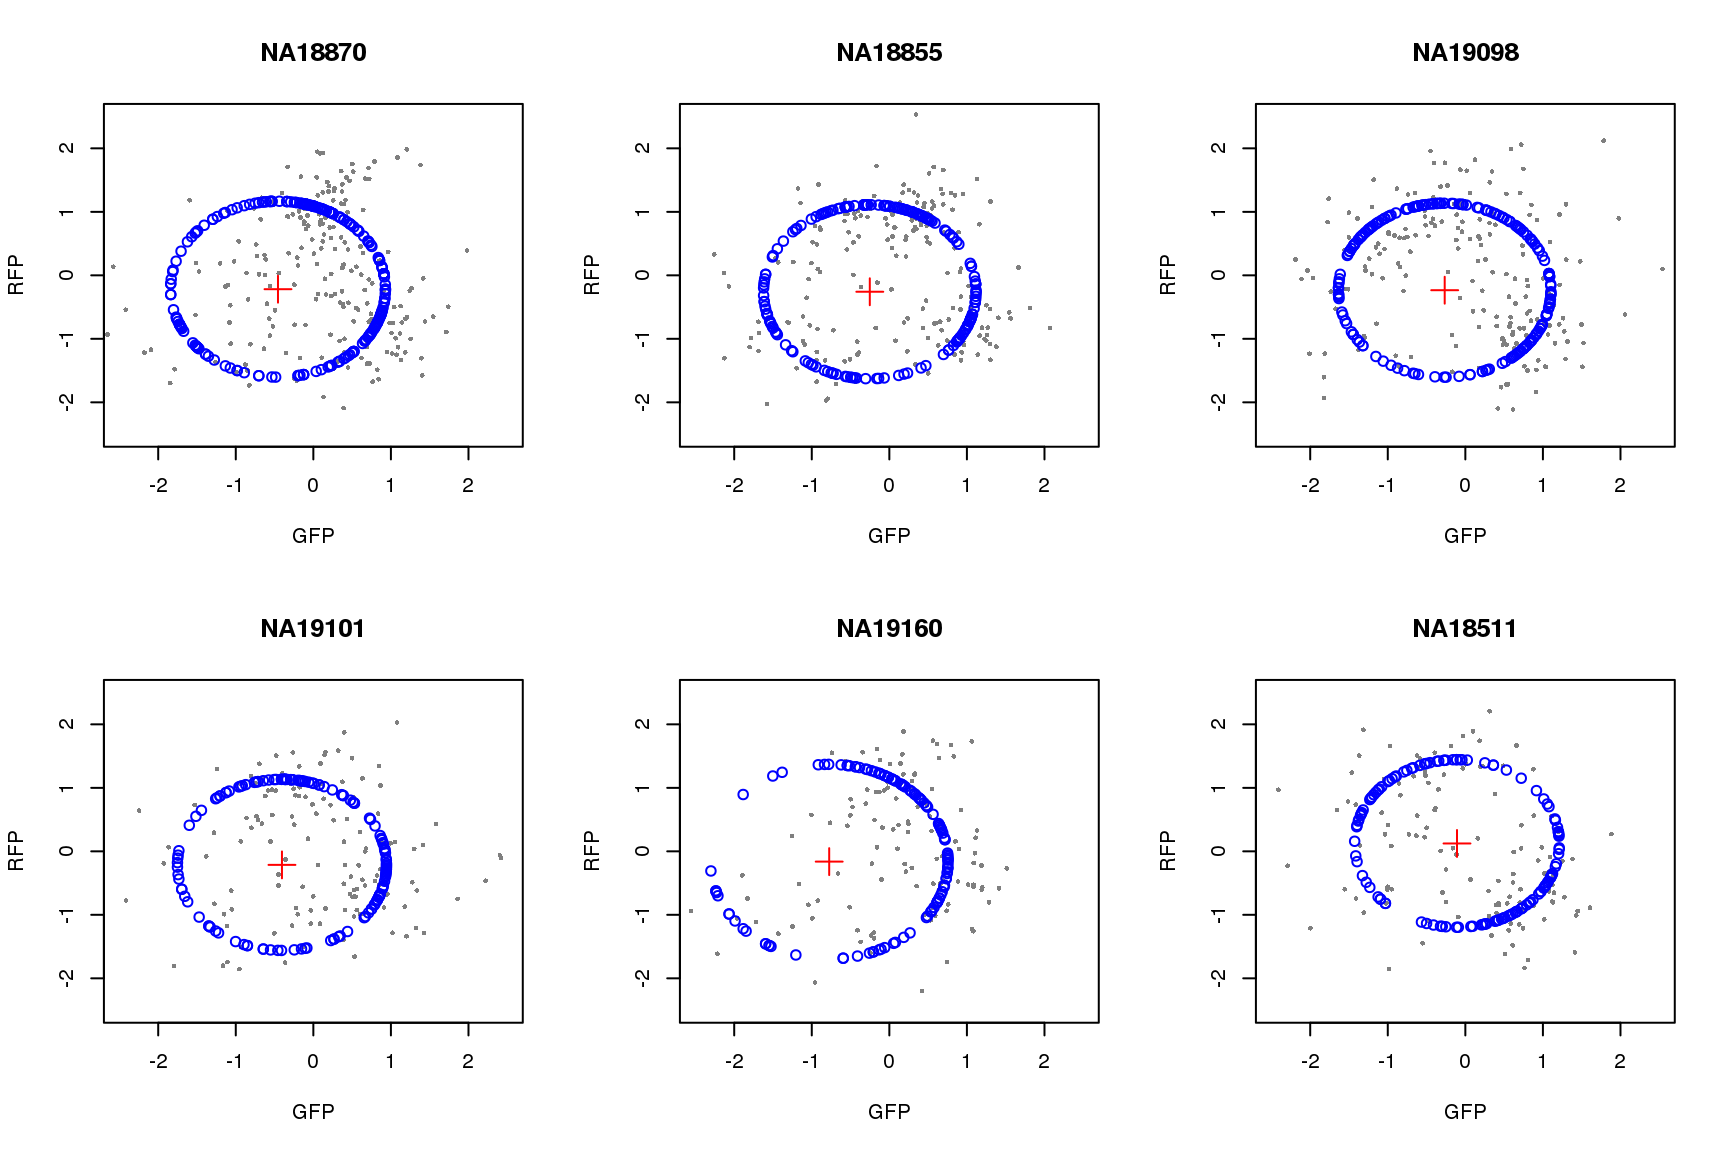 NA18870 NA18855 NA19098
RFP 2 1 0 -1 -2 RFP 2 1 0 -1 -2 RFP 2 1 0 -1 -2
-2 -1 0 1 2 -2 -1 0 1 2 -2 -1 0 1 2
GFP GFP GFP
NA19101 NA19160 NA18511
RFP 2 1 0 -1 -2 RFP 2 1 0 -1 -2 RFP 2 1 0 -1 -2
-2 -1 0 1 2 -2 -1 0 1 2 -2 -1 0 1 2
GFP GFP GFP